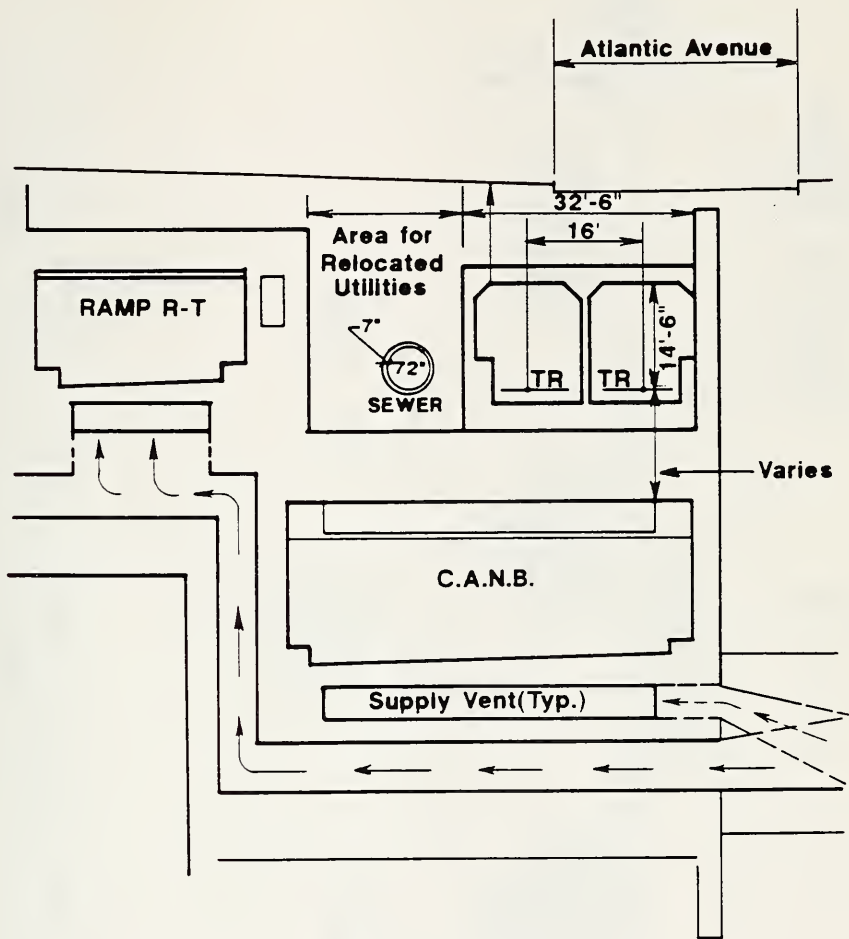 Atlantic Avenue
32'-6"
16'
Area for
Relocated
Utilities
RAMP R-T
14'-6"
7"
72"
TR
TR
SEWER
Varies
C.A.N.B.
Supply Vent(Typ.)